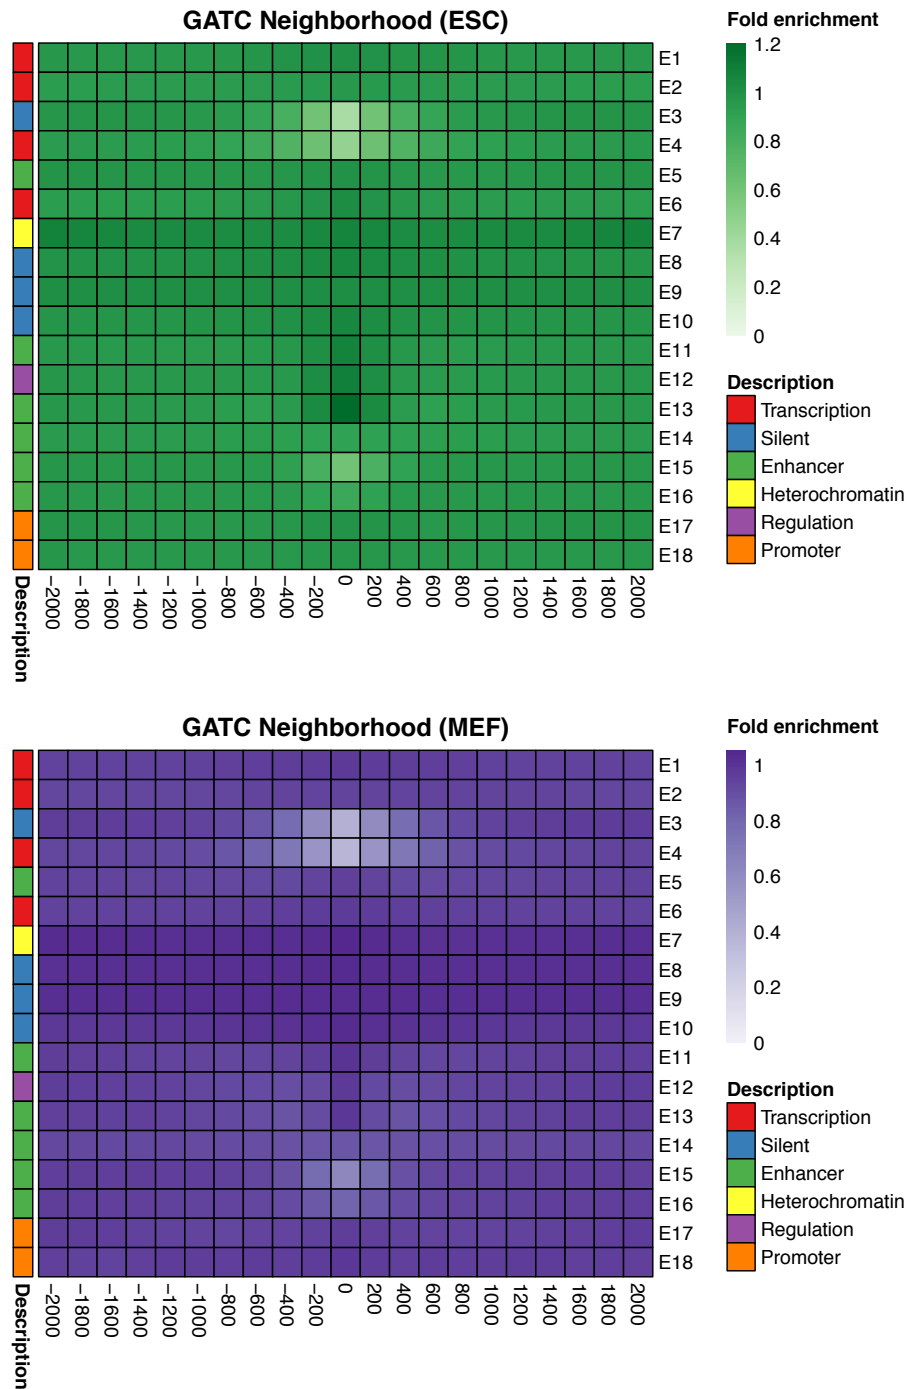 GATC Neighborhood (ESC)
Fold enrichment
1.2
1
0.8
0.6
0.4
0.2
0
E1
E2
E3
E4
E5
E6
E7
E8
E9
E10
E11
E12
E13
E14
E15
E16
E17
E18
Description
Transcription
Silent
Enhancer
Heterochromatin
Regulation
Promoter
Description
−2000
−1800
−1600
−1400
−1200
−1000
−800
−600
−400
−200
0
200
400
600
800
1000
1200
1400
1600
1800
2000
GATC Neighborhood (MEF)
Fold enrichment
1
0.8
0.6
0.4
0.2
0
E1
E2
E3
E4
E5
E6
E7
E8
E9
E10
E11
E12
E13
E14
E15
E16
E17
E18
Description
Transcription
Silent
Enhancer
Heterochromatin
Regulation
Promoter
Description
−2000
−1800
−1600
−1400
−1200
−1000
−800
−600
−400
−200
0
200
400
600
800
1000
1200
1400
1600
1800
2000